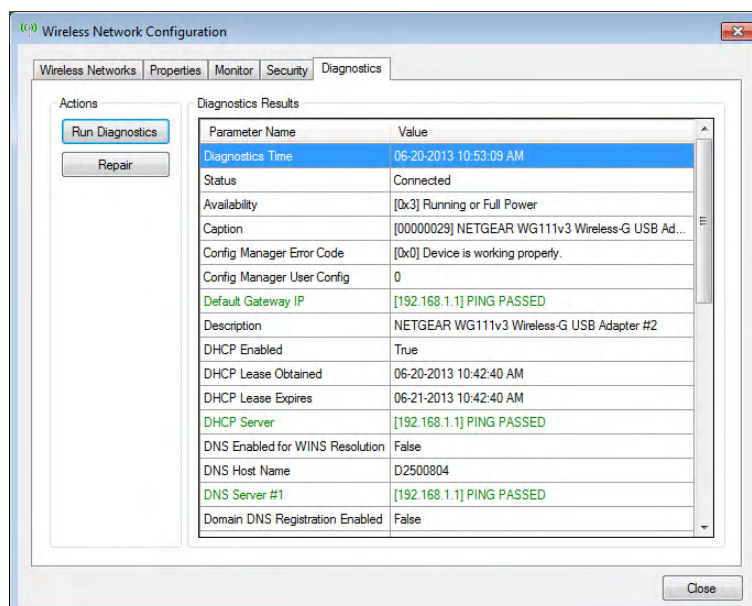 Wireless Network Configuration
Wireless Networks Properties Monitor Security Diagnostics
Actions
Run Diagnostics
Repair
Diagnostics Results
Parameter Name Value
Diagnostics Time 06-20-2013 10:53:09 AM
Status Connected
Availability [0x3] Running or Full Power
Caption [00000029] NETGEAR WG111v3 Wireless-G USB Ad...
Config Manager Error Code [0x0] Device is working properly.
Config Manager User Config 0
Default Gateway IP [192.168.1.1] PING PASSED
Description NETGEAR WG111v3 Wireless-G USB Adapter #2
DHCP Enabled True
DHCP Lease Obtained 06-20-2013 10:42:40 AM
DHCP Lease Expires 06-21-2013 10:42:40 AM
DHCP Server [192.168.1.1] PING PASSED
DNS Enabled for WINS Resolution False
DNS Host Name D2500804
DNS Server #1 [192.168.1.1] PING PASSED
Domain DNS Registration Enabled False
Close